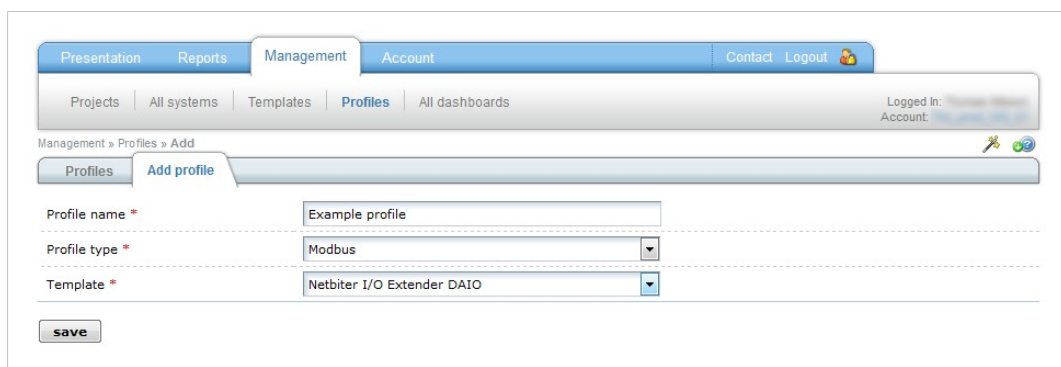 Presentation Reports Management Account Contact Logout
Projects All systems Templates Profiles All dashboards
Logged In:
Account:
Management » Profiles » Add
Profiles Add profile
Profile name * Example profile
Profile type * Modbus
Template * Netbiter I/O Extender DAIO
save